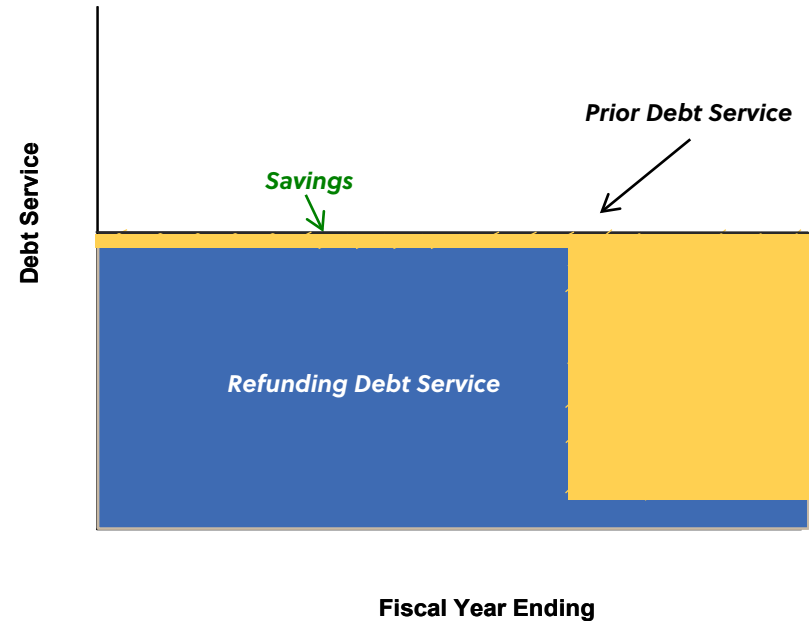 Prior Debt Service
Savings
Debt Service
Refunding Debt Service
Fiscal Year Ending